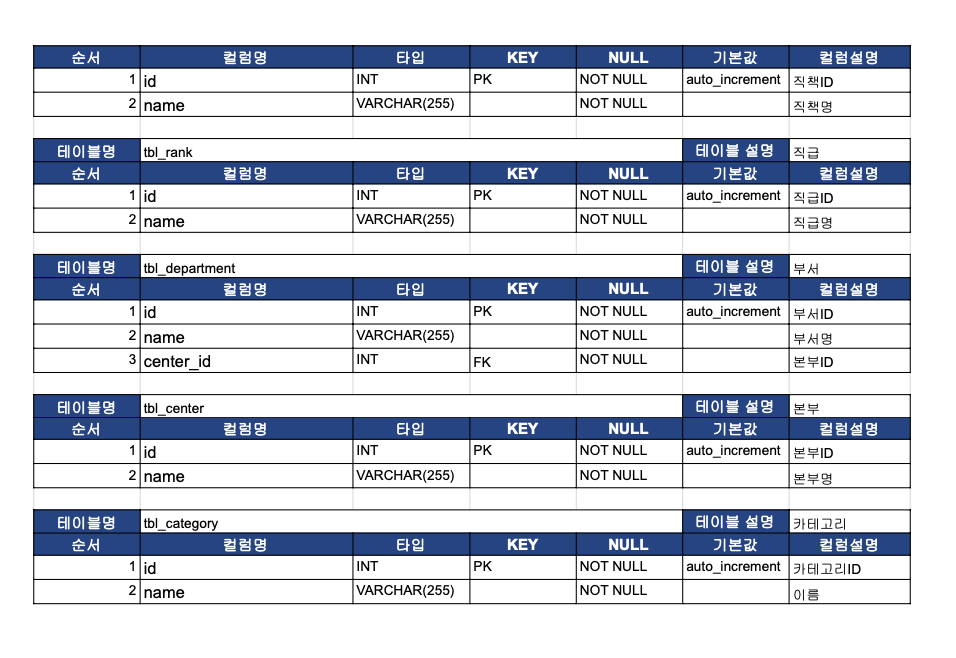 순서 컬럼명 타입 KEY NULL 기본값 컬럼설명
1 id INT PK NOT NULL auto_increment 직책ID
2 name VARCHAR(255) NOT NULL 직책명
테이블명 tbl_rank 테이블 설명 직급
순서 컬럼명 타입 KEY NULL 기본값 컬럼설명
1 id INT PK NOT NULL auto_increment 직급ID
2 name VARCHAR(255) NOT NULL 직급명
테이블명 tbl_department 테이블 설명 부서
순서 컬럼명 타입 KEY NULL 기본값 컬럼설명
1 id INT PK NOT NULL auto_increment 부서ID
2 name VARCHAR(255) NOT NULL 부서명
3 center_id INT FK NOT NULL 본부ID
테이블명 tbl_center 테이블 설명 본부
순서 컬럼명 타입 KEY NULL 기본값 컬럼설명
1 id INT PK NOT NULL auto_increment 본부ID
2 name VARCHAR(255) NOT NULL 본부명
테이블명 tbl_category 테이블 설명 카테고리
순서 컬럼명 타입 KEY NULL 기본값 컬럼설명
1 id INT PK NOT NULL auto_increment 카테고리ID
2 name VARCHAR(255) NOT NULL 이름